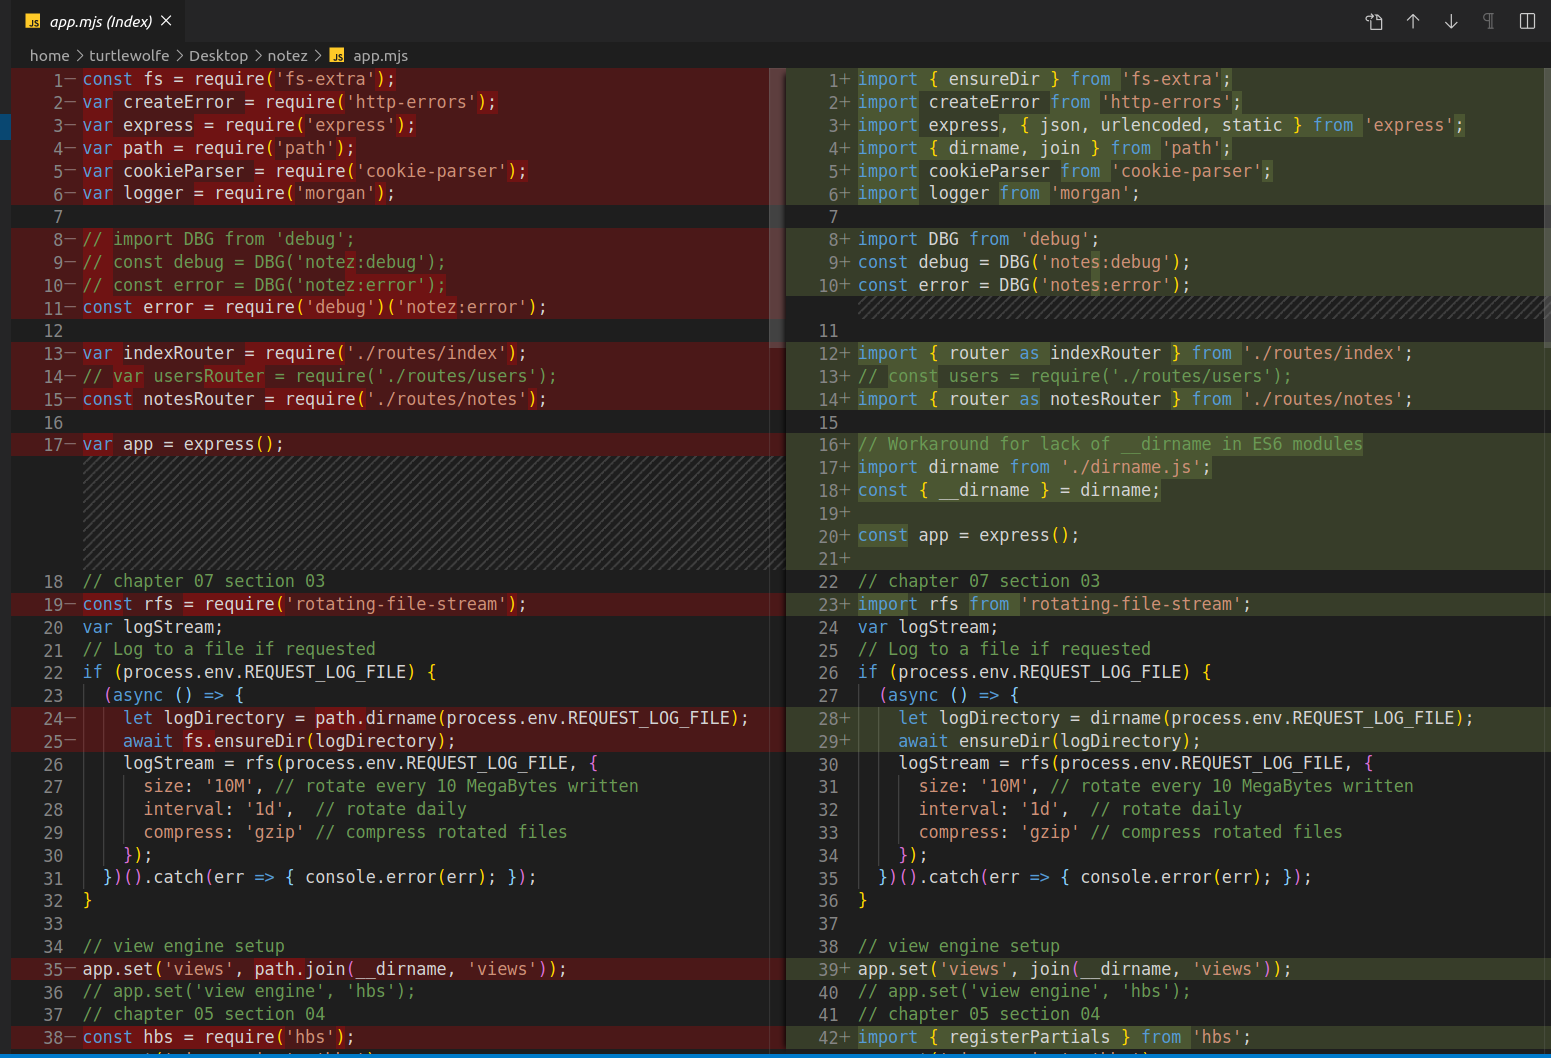 JS app.mjs (Index) ×
home > turtlewolfe > Desktop > notez > JS app.mjs
1− const fs = require('fs-extra');
2− var createError = require('http-errors');
3− var express = require('express');
4− var path = require('path');
5− var cookieParser = require('cookie-parser');
6− var logger = require('morgan');
7
8− // import DBG from 'debug';
9− // const debug = DBG('notez:debug');
10− // const error = DBG('notez:error');
11− const error = require('debug')('notez:error');
12
13− var indexRouter = require('./routes/index');
14− // var usersRouter = require('./routes/users');
15− const notesRouter = require('./routes/notes');
16
17− var app = express();
18 // chapter 07 section 03
19− const rfs = require('rotating-file-stream');
20 var logStream;
21 // Log to a file if requested
22 if (process.env.REQUEST_LOG_FILE) {
23 (async () => {
24− let logDirectory = path.dirname(process.env.REQUEST_LOG_FILE);
25− await fs.ensureDir(logDirectory);
26 logStream = rfs(process.env.REQUEST_LOG_FILE, {
27 size: '10M', // rotate every 10 MegaBytes written
28 interval: '1d', // rotate daily
29 compress: 'gzip' // compress rotated files
30 });
31 })().catch(err => { console.error(err); });
32 }
33
34 // view engine setup
35− app.set('views', path.join(__dirname, 'views'));
36 // app.set('view engine', 'hbs');
37 // chapter 05 section 04
38− const hbs = require('hbs');
1+ import { ensureDir } from 'fs-extra';
2+ import createError from 'http-errors';
3+ import express, { json, urlencoded, static } from 'express';
4+ import { dirname, join } from 'path';
5+ import cookieParser from 'cookie-parser';
6+ import logger from 'morgan';
7
8+ import DBG from 'debug';
9+ const debug = DBG('notes:debug');
10+ const error = DBG('notes:error');
11
12+ import { router as indexRouter } from './routes/index';
13+ // const users = require('./routes/users');
14+ import { router as notesRouter } from './routes/notes';
15
16+ // Workaround for lack of __dirname in ES6 modules
17+ import dirname from './dirname.js';
18+ const { __dirname } = dirname;
19+
20+ const app = express();
21+
22 // chapter 07 section 03
23+ import rfs from 'rotating-file-stream';
24 var logStream;
25 // Log to a file if requested
26 if (process.env.REQUEST_LOG_FILE) {
27 (async () => {
28+ let logDirectory = dirname(process.env.REQUEST_LOG_FILE);
29+ await ensureDir(logDirectory);
30 logStream = rfs(process.env.REQUEST_LOG_FILE, {
31 size: '10M', // rotate every 10 MegaBytes written
32 interval: '1d', // rotate daily
33 compress: 'gzip' // compress rotated files
34 });
35 })().catch(err => { console.error(err); });
36 }
37
38 // view engine setup
39+ app.set('views', join(__dirname, 'views'));
40 // app.set('view engine', 'hbs');
41 // chapter 05 section 04
42+ import { registerPartials } from 'hbs';